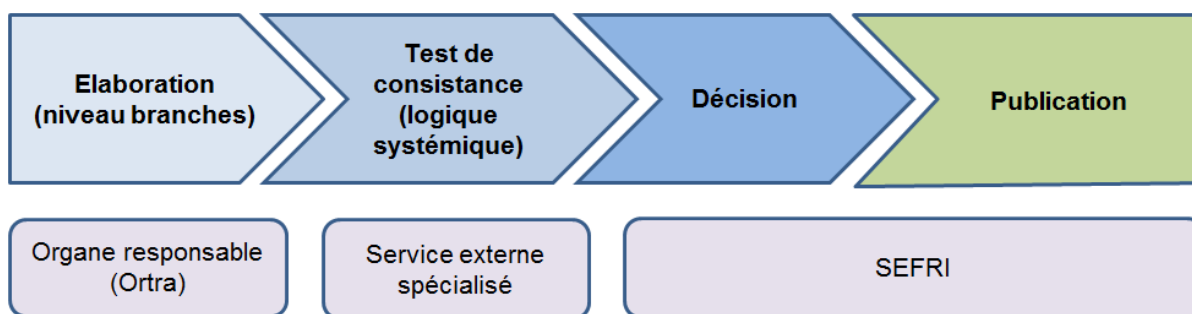 Elaboration
(niveau branches)
Test de
consistance
(logique
systémique)
Décision
Publication
Organe responsable
(Ortra)
Service externe
spécialisé
SEFRI